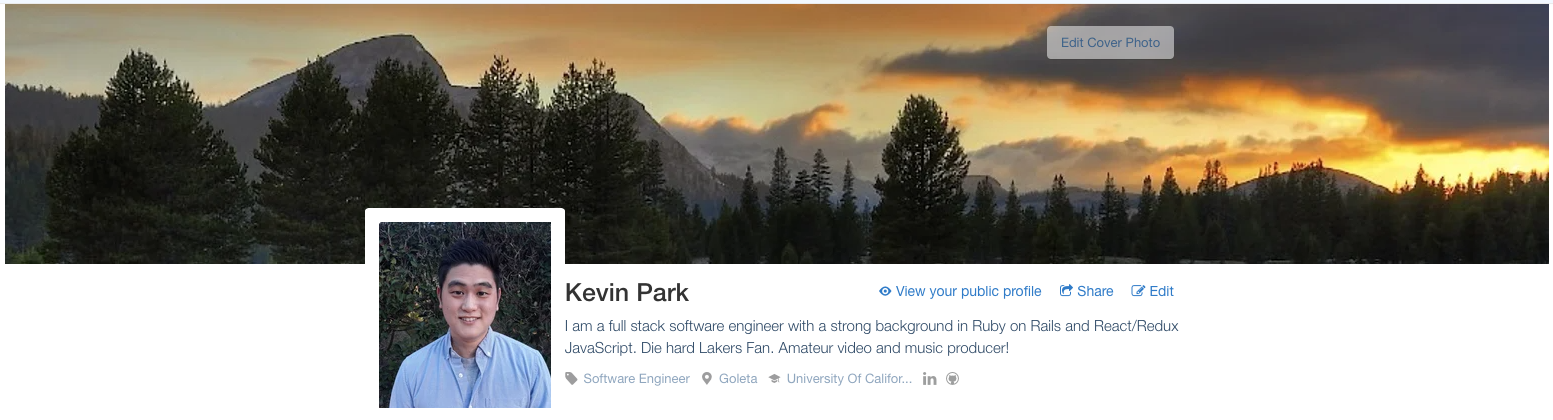 Edit Cover Photo
Kevin Park
View your public profile
Share
Edit
I am a full stack software engineer with a strong background in Ruby on Rails and React/Redux
JavaScript. Die hard Lakers Fan. Amateur video and music producer!
Software Engineer
Goleta
University Of Califor...
in